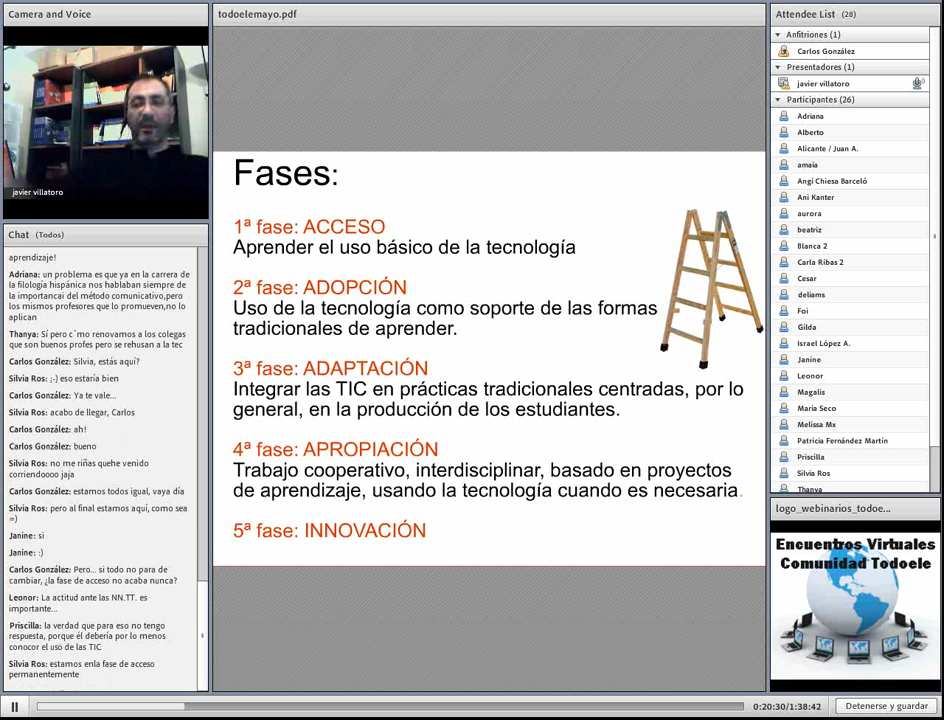 Camera and Voice
javier villatoro
Chat (Todos)
aprendizaje!
Adriana: un problema es que ya en la carrera de
la filología hispánica nos hablaban siempre de
la importancai del método comunicativo,pero
los mismos profesores que lo promueven,no lo
aplican
Thanya: Sí pero c´mo renovamos a los colegas
que son buenos profes pero se rehusan a la tec
Carlos González: Silvia, estás aquí?
Silvia Ros: ;-) eso estaría bien
Carlos González: Ya te vale...
Silvia Ros: acabo de llegar, Carlos
Carlos González: ah!
Carlos González: bueno
Silvia Ros: no me riñas quehe venido
corriendoooo jaja
Carlos González: estamos todos igual, vaya día
Silvia Ros: pero al final estamos aquí, como sea
=)
Janine: si
Janine: :)
Carlos González: Pero... si todo no para de
cambiar, ¿la fase de acceso no acaba nunca?
Leonor: La actitud ante las NN.TT. es
importante...
Priscilla: la verdad que para eso no tengo
respuesta, porque él debería por lo menos
conocor el uso de las TIC
Silvia Ros: estamos enla fase de acceso
permanentemente
todoelemayo.pdf
Fases:
1ª fase: ACCESO
Aprender el uso básico de la tecnología
2ª fase: ADOPCIÓN
Uso de la tecnología como soporte de las formas
tradicionales de aprender.
3ª fase: ADAPTACIÓN
Integrar las TIC en prácticas tradicionales centradas, por lo
general, en la producción de los estudiantes.
4ª fase: APROPIACIÓN
Trabajo cooperativo, interdisciplinar, basado en proyectos
de aprendizaje, usando la tecnología cuando es necesaria.
5ª fase: INNOVACIÓN
Attendee List (28)
Anfitriones (1)
Carlos González
Presentadores (1)
javier villatoro
Participantes (26)
Adriana
Alberto
Alicante / Juan A.
amaia
Angi Chiesa Barceló
Ani Kanter
aurora
beatriz
Blanca 2
Carla Ribas 2
Cesar
deliams
Foi
Gilda
Israel López A.
Janine
Leonor
Magalis
Maria Seco
Melissa Mx
Patricia Fernández Martín
Priscilla
Silvia Ros
Thanya
logo_webinarios_todoe...
Encuentros Virtuales
Comunidad Todoele
0:20:30/1:38:42
Detenerse y guardar